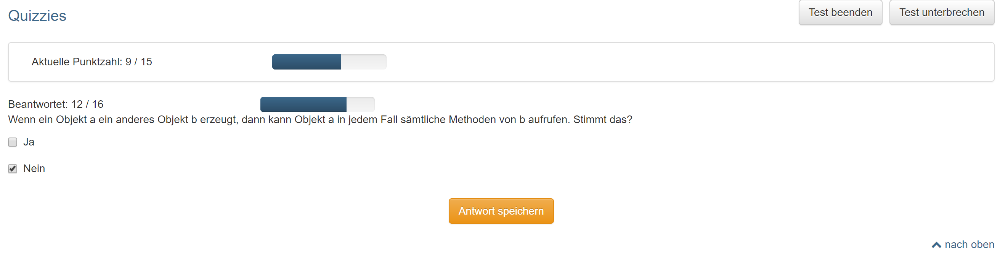 Quizzies
Test beenden
Test unterbrechen
Aktuelle Punktzahl: 9 / 15
Beantwortet: 12 / 16
Wenn ein Objekt a ein anderes Objekt b erzeugt, dann kann Objekt a in jedem Fall sämtliche Methoden von b aufrufen. Stimmt das?
Ja
Nein
Antwort speichern
nach oben